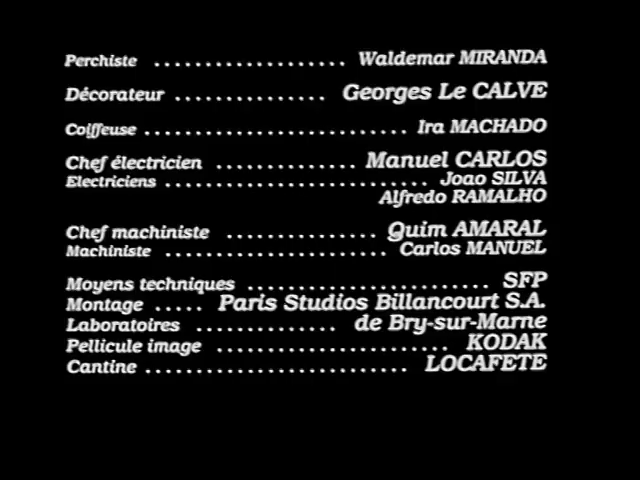 Perchiste ................... Waldemar MIRANDA
Décorateur ............... Georges Le CALVE
Coiffeuse .......................... Ira MACHADO
Chef électricien .............. Manuel CARLOS
Electriciens .......................... Joao SILVA
Alfredo RAMALHO
Chef machiniste ............... Quim AMARAL
Machiniste ...................... Carlos MANUEL
Moyens techniques ........................ SFP
Montage ..... Paris Studios Billancourt S.A.
Laboratoires .............. de Bry-sur-Marne
Pellicule image ....................... KODAK
Cantine .......................... LOCAFETE